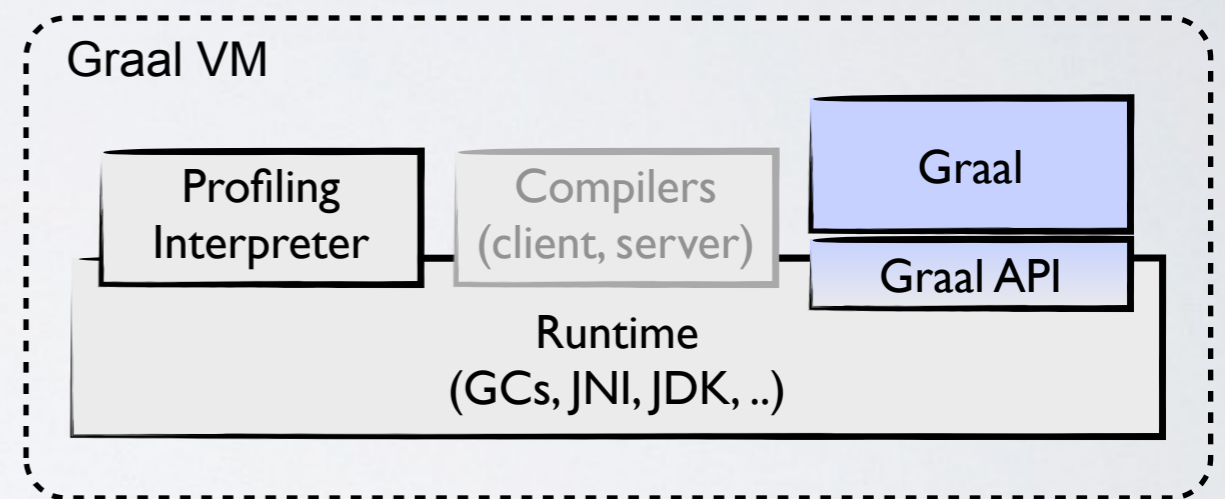 Graal VM
Profiling
Interpreter
Compilers
(client, server)
Graal
Graal API
Runtime
(GCs, JNI, JDK, ..)